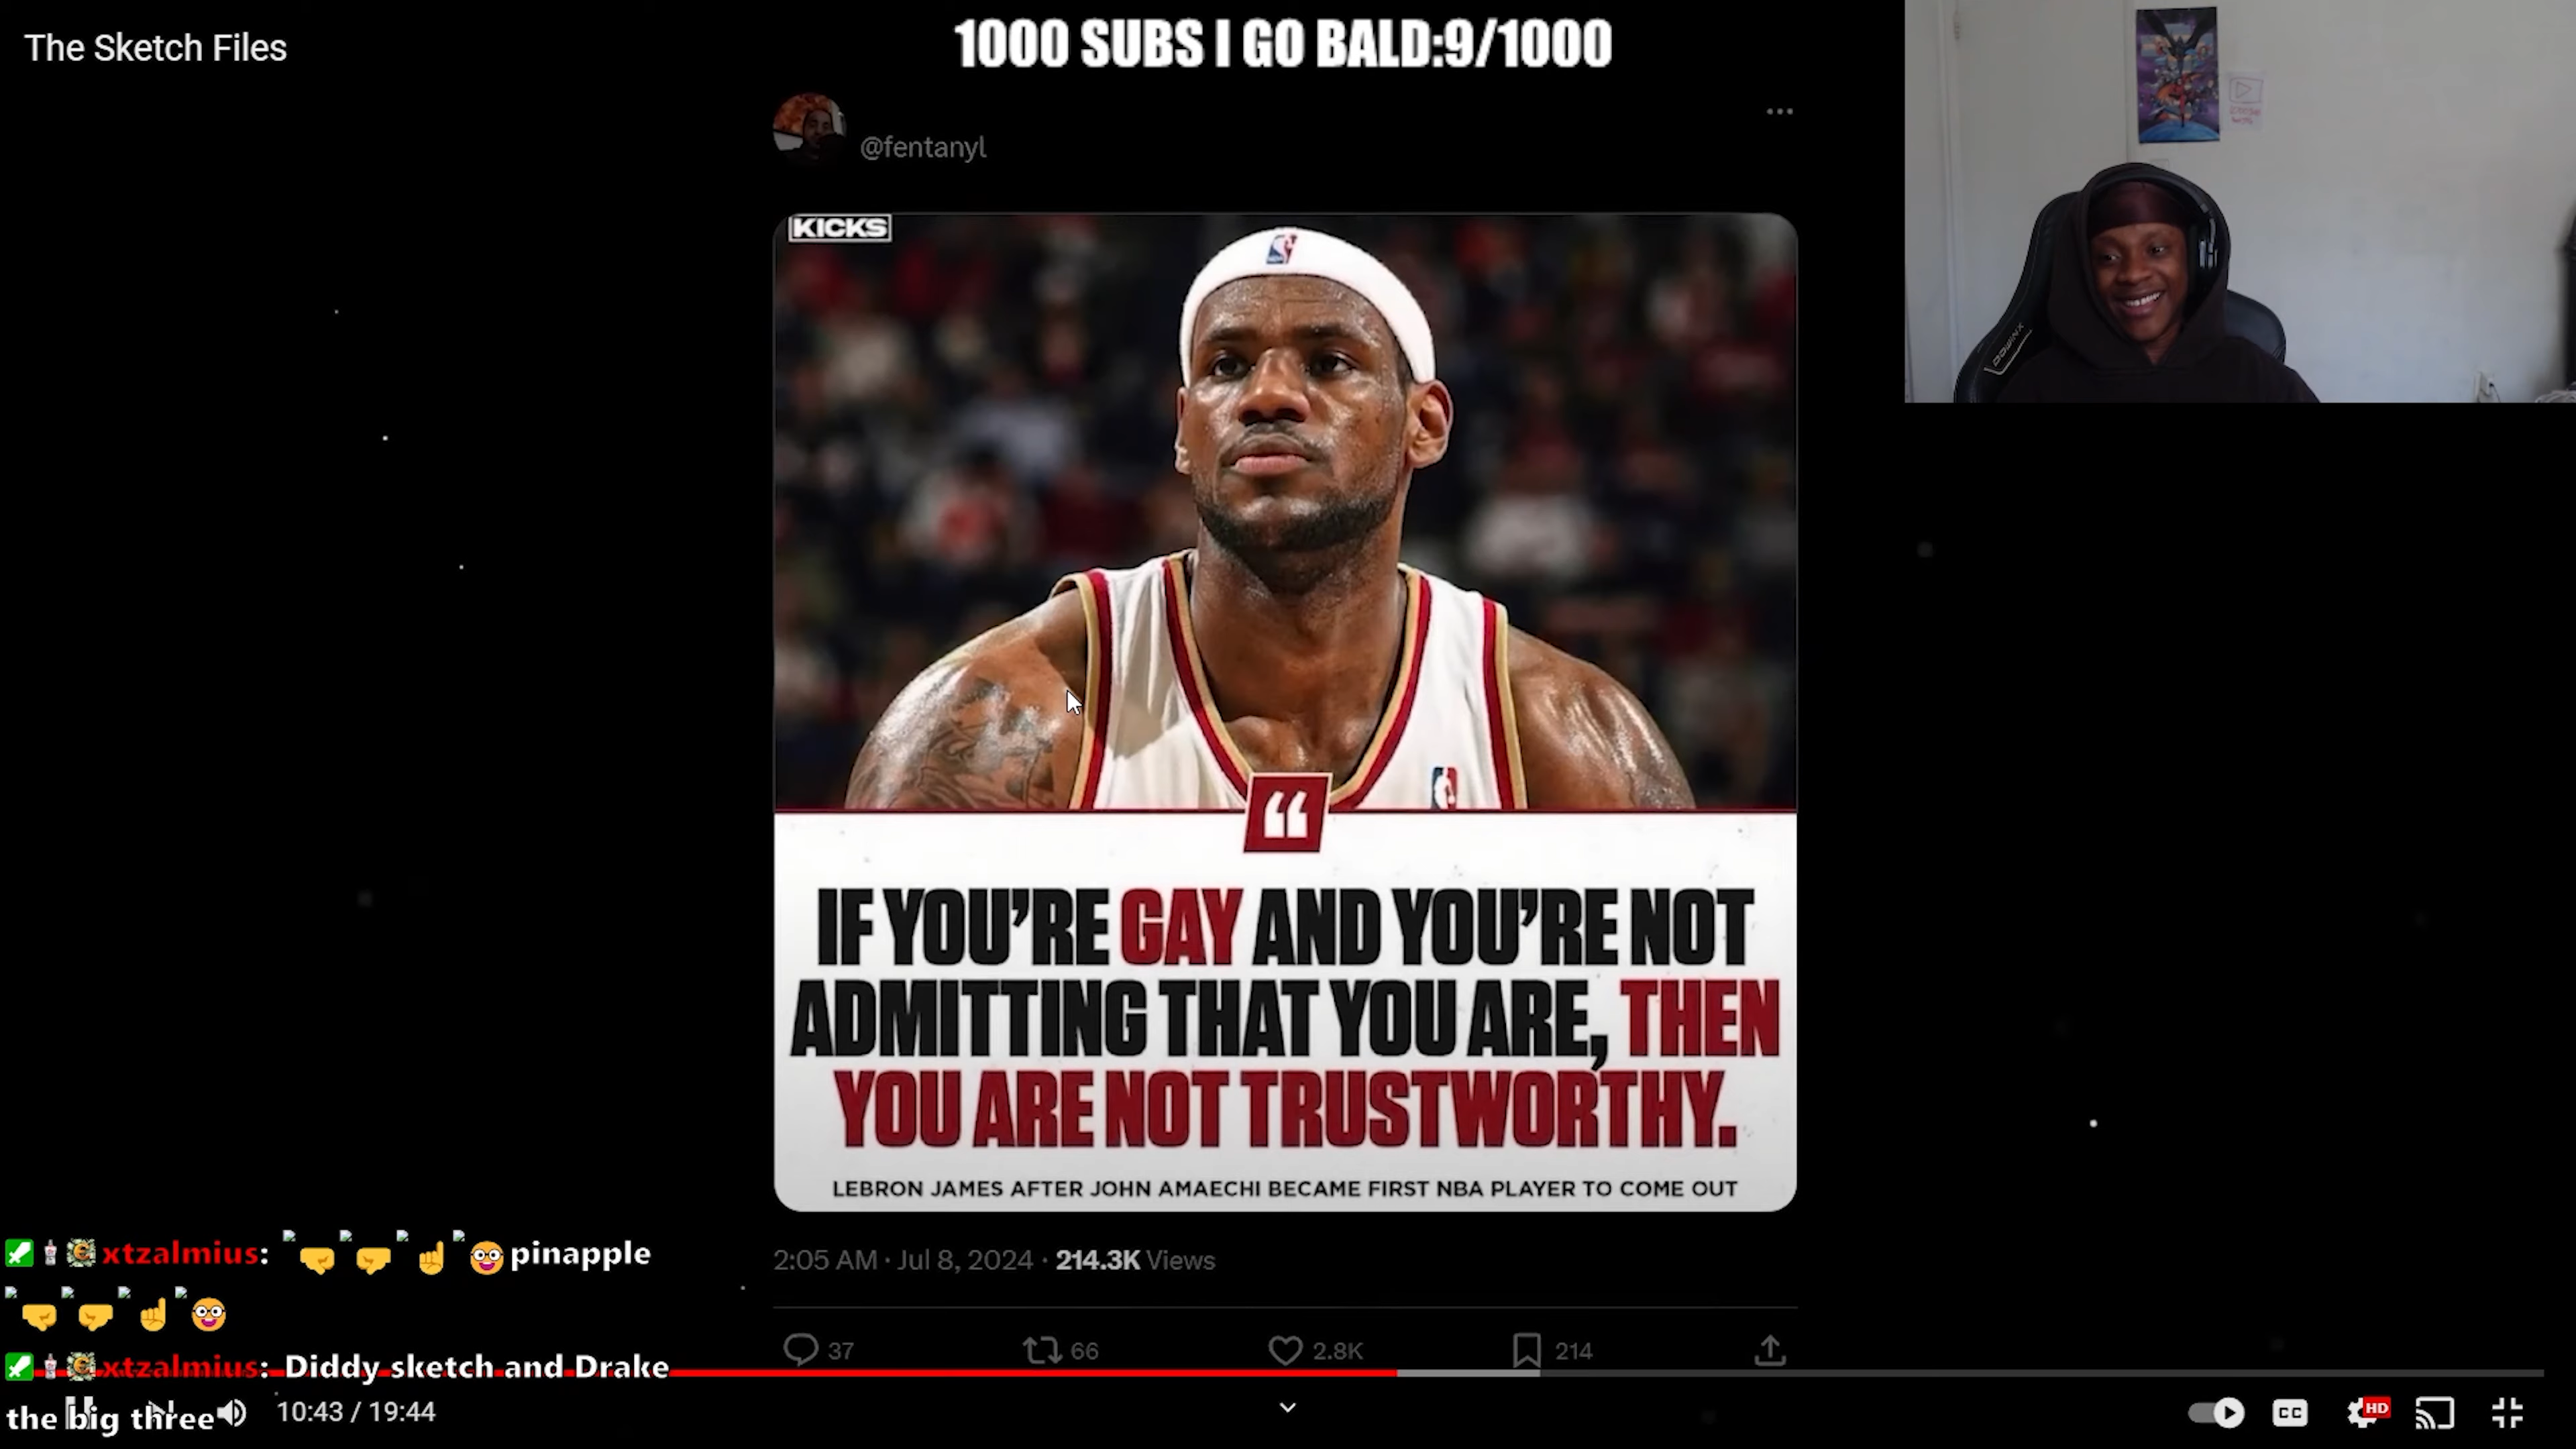 The Sketch Files
1000 SUBS I GO BALD:9/1000
@fentanyl
KICKS
IF YOU'RE GAY AND YOU'RE NOT
ADMITTING THAT YOU ARE, THEN
YOU ARE NOT TRUSTWORTHY.
LEBRON JAMES AFTER JOHN AMAECHI BECAME FIRST NBA PLAYER TO COME OUT
2:05 AM · Jul 8, 2024 · 214.3K Views
37 66 2.8K 214
xtzalmius: 🤜🤛☝️🤓pinapple
🤜🤛☝️🤓
xtzalmius: Diddy sketch and Drake
the big three
10:43 / 19:44
CC
HD